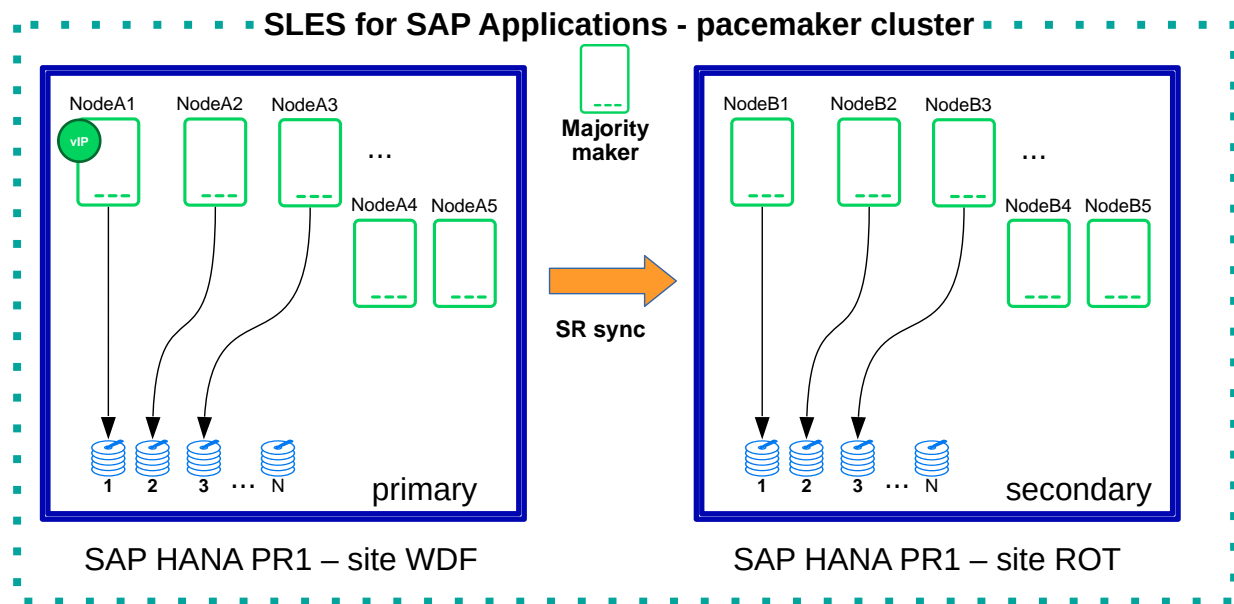 SLES for SAP Applications - pacemaker cluster
NodeA1
NodeA2
NodeA3
vIP
...
NodeA4
NodeA5
1
2
3
...
N
primary
SAP HANA PR1 – site WDF
Majority
maker
SR sync
NodeB1
NodeB2
NodeB3
...
NodeB4
NodeB5
1
2
3
...
N
secondary
SAP HANA PR1 – site ROT